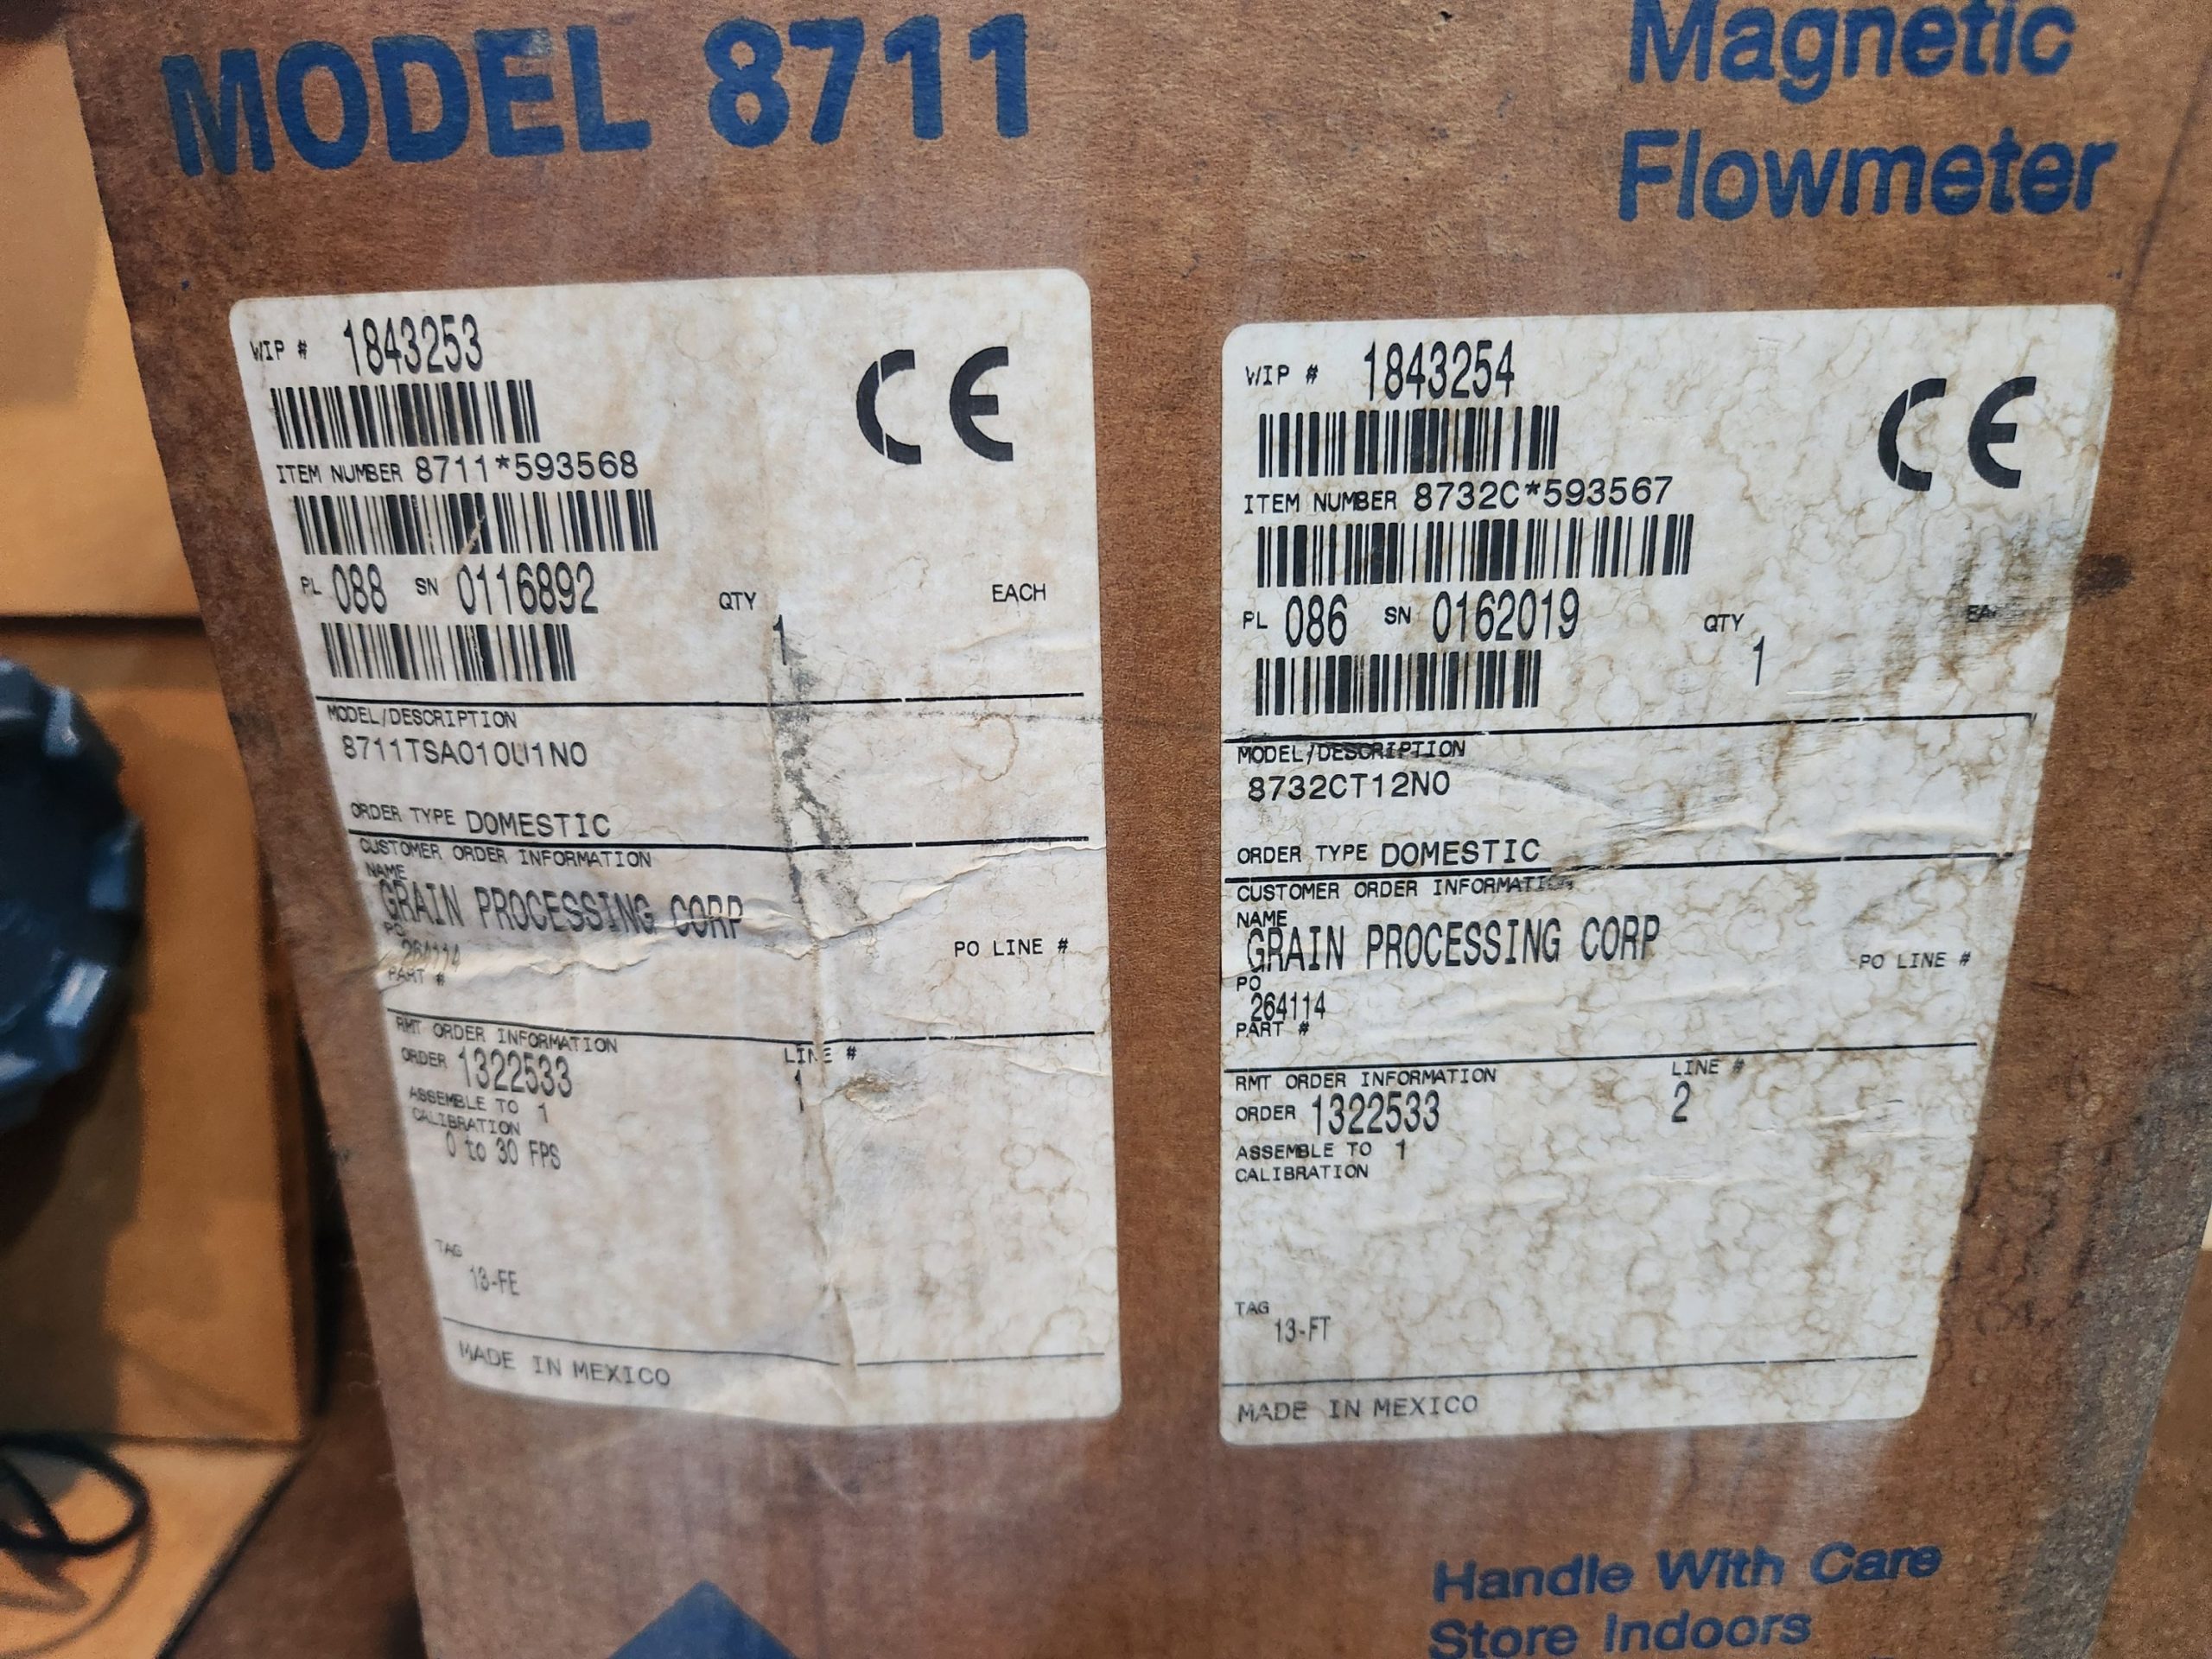 MODEL 8711
Magnetic
Flowmeter
WIP # 1843253
CE
ITEM NUMBER 8711*593568
PL 088 SN 0116892 QTY EACH
1
MODEL/DESCRIPTION
8711TSA010U1N0
ORDER TYPE DOMESTIC
CUSTOMER ORDER INFORMATION
NAME
GRAIN PROCESSING CORP
PO PO LINE #
264114
PART #
RMT ORDER INFORMATION LINE #
ORDER 1322533 1
ASSEMBLE TO 1
CALIBRATION
0 to 30 FPS
TAG
13-FE
MADE IN MEXICO
WIP # 1843254
CE
ITEM NUMBER 8732C*593567
PL 086 SN 0162019 QTY
1
MODEL/DESCRIPTION
8732CT12N0
ORDER TYPE DOMESTIC
CUSTOMER ORDER INFORMATION
NAME
GRAIN PROCESSING CORP
PO PO LINE #
264114
PART #
RMT ORDER INFORMATION LINE #
ORDER 1322533 2
ASSEMBLE TO 1
CALIBRATION
TAG
13-FT
MADE IN MEXICO
Handle With Care
Store Indoors